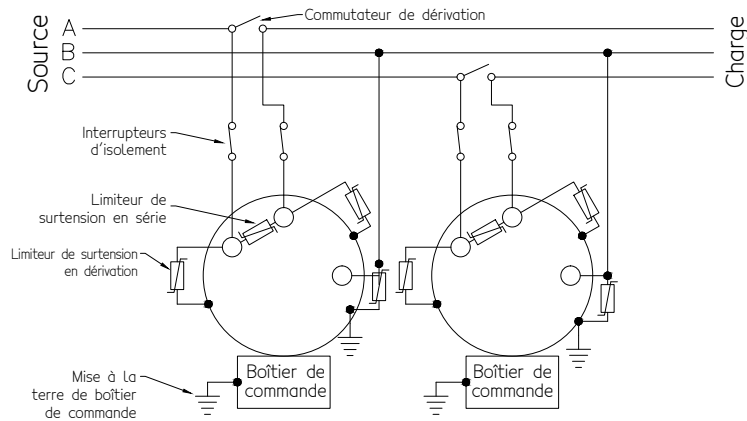 Commutateur de dérivation
Source
A
B
C
Charge
Interrupteurs
d'isolement
Limiteur de
surtension en série
Limiteur de surtension
en dérivation
Boîtier de
commande
Boîtier de
commande
Mise à la
terre de boîtier
de commande